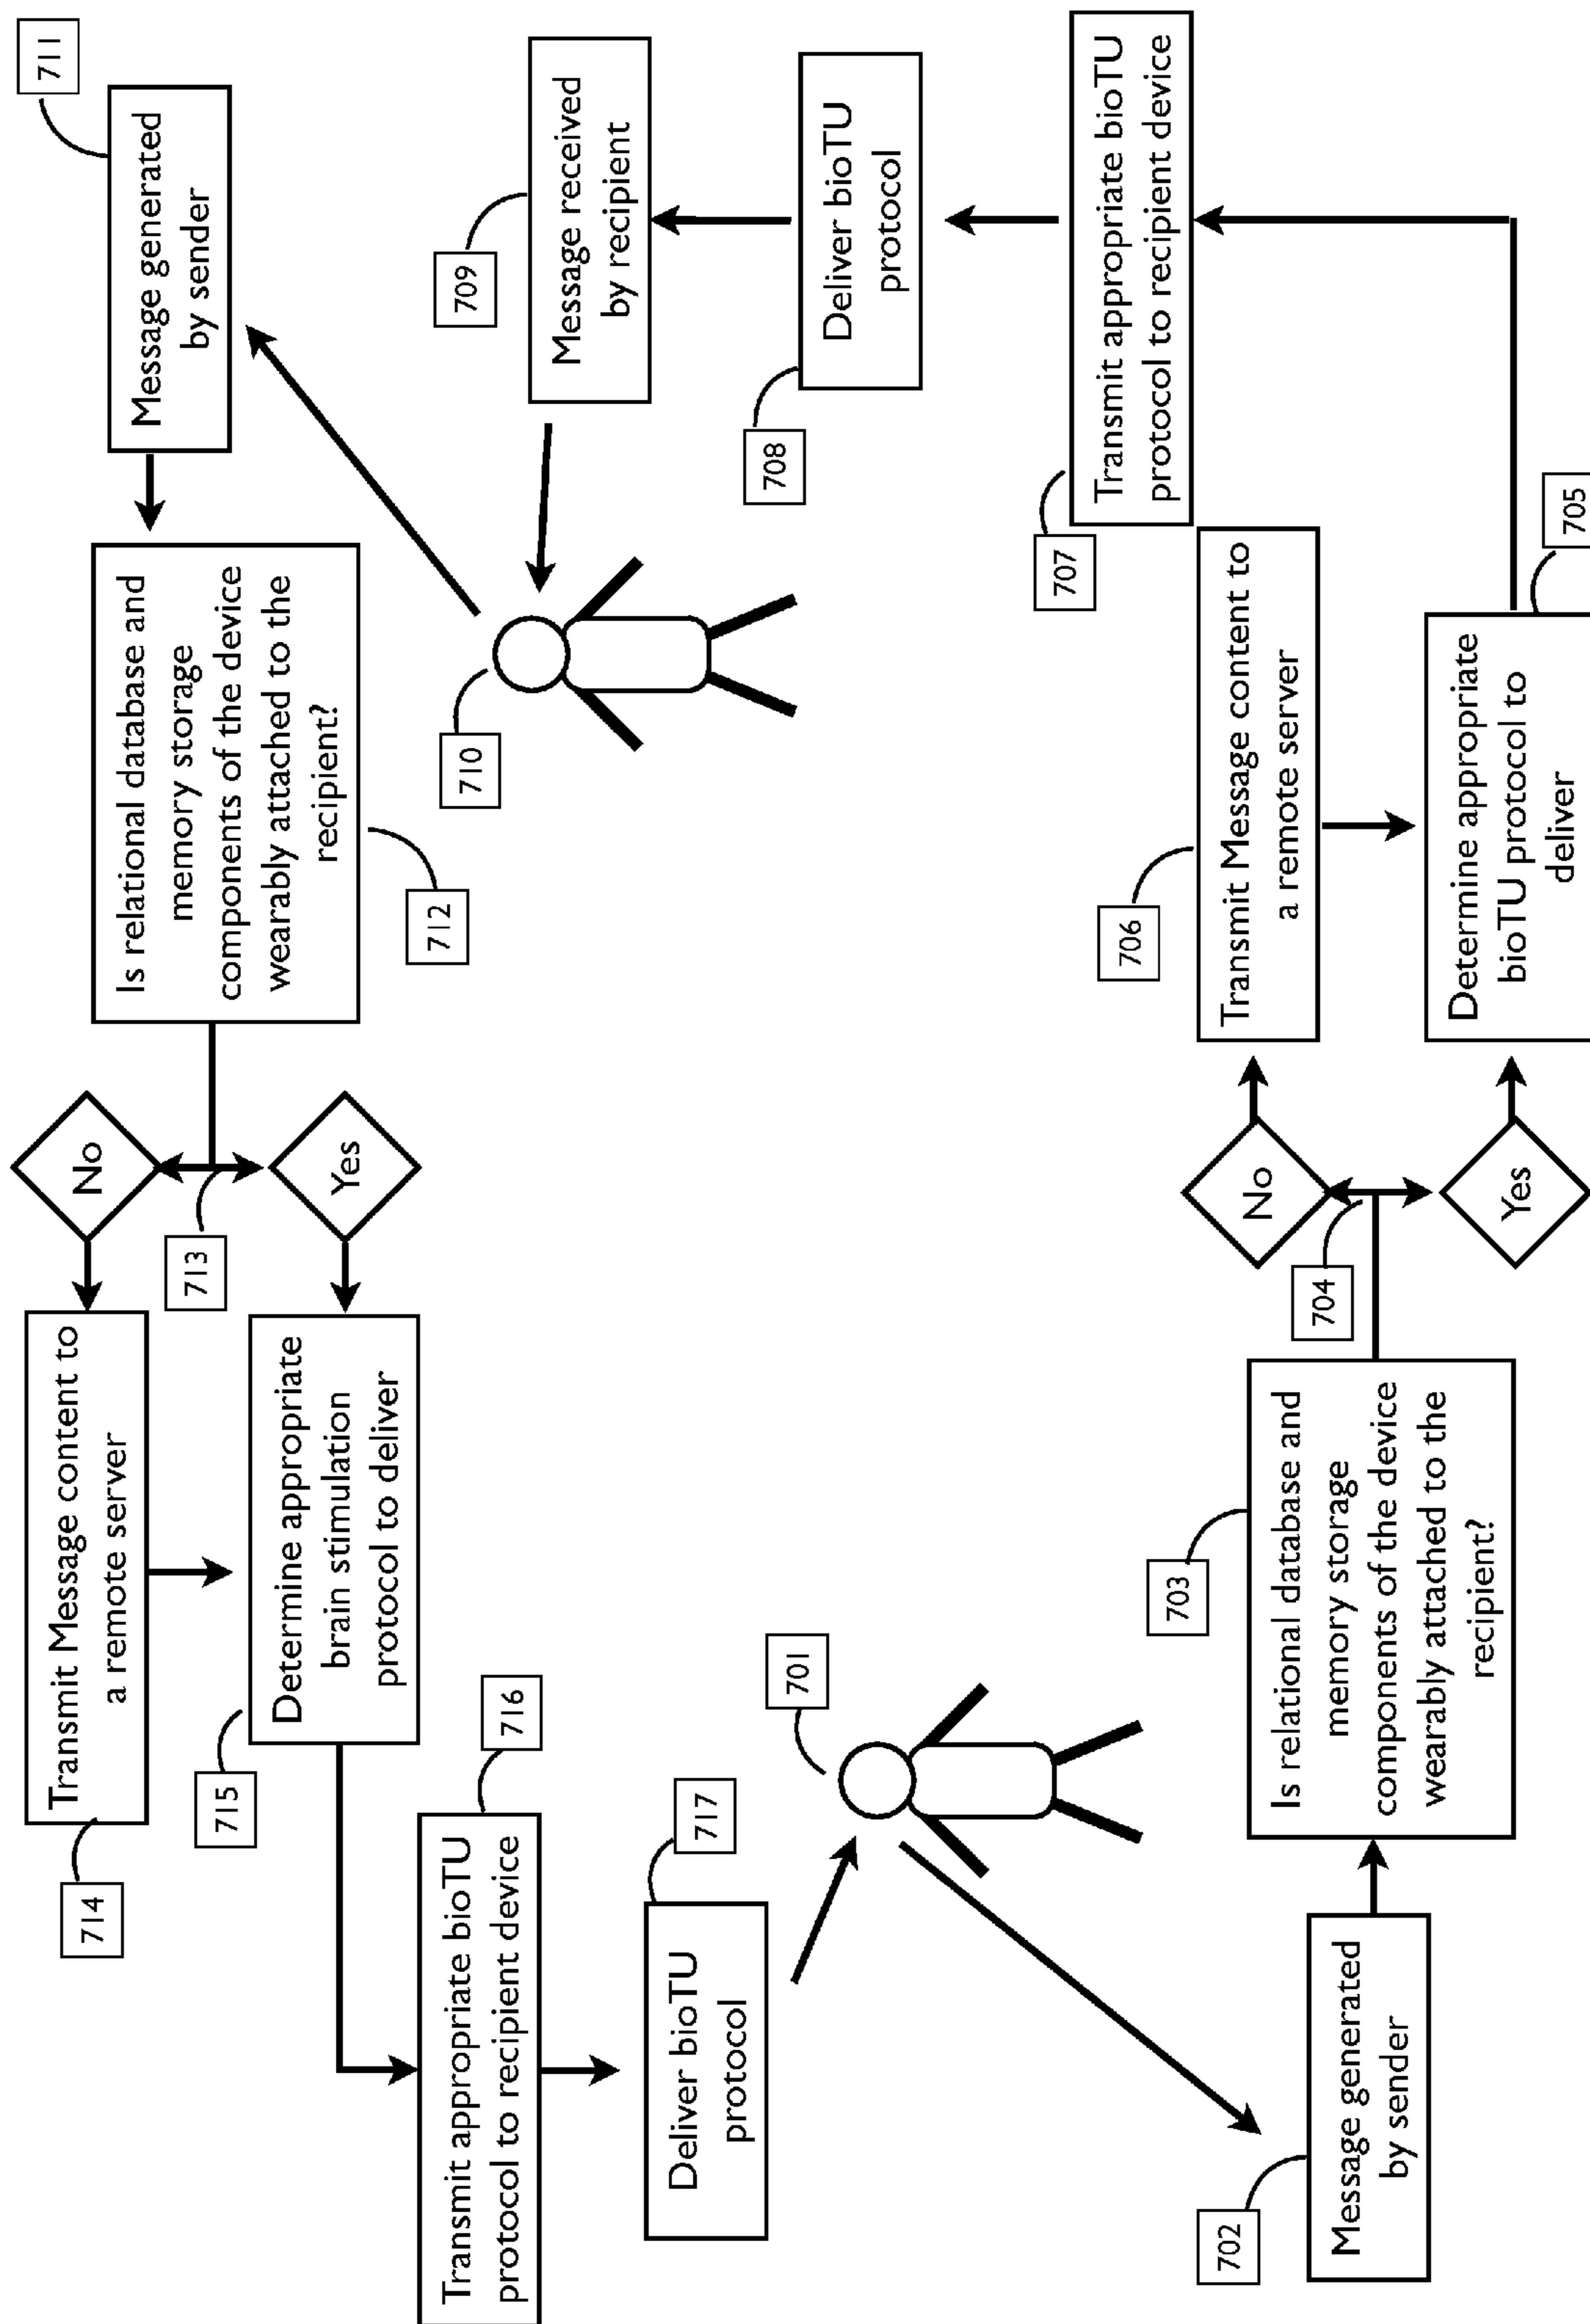 714
Transmit Message content to
a remote server
No
713
Is relational database and
memory storage
components of the device
wearably attached to the
recipient?
712
Message generated
by sender
711
715
Determine appropriate
brain stimulation
protocol to deliver
Yes
716
Transmit appropriate bioTU
protocol to recipient device
717
Deliver bioTU
protocol
701
710
709
Message received
by recipient
708
Deliver bioTU
protocol
707
Transmit appropriate bioTU
protocol to recipient device
702
Message generated
by sender
703
Is relational database and
memory storage
components of the device
wearably attached to the
recipient?
704
No
Yes
706
Transmit Message content to
a remote server
Determine appropriate
bioTU protocol to
deliver
705